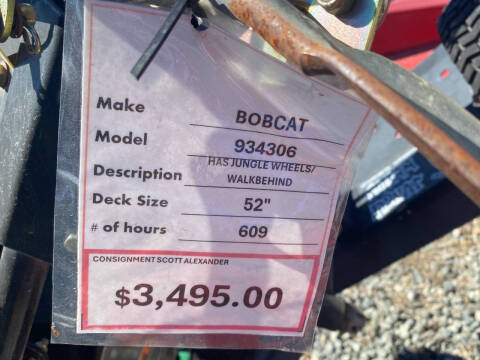 Make BOBCAT
Model 934306
Description HAS JUNGLE WHEELS/
WALKBEHIND
Deck Size 52"
# of hours 609
CONSIGNMENT SCOTT ALEXANDER
$3,495.00